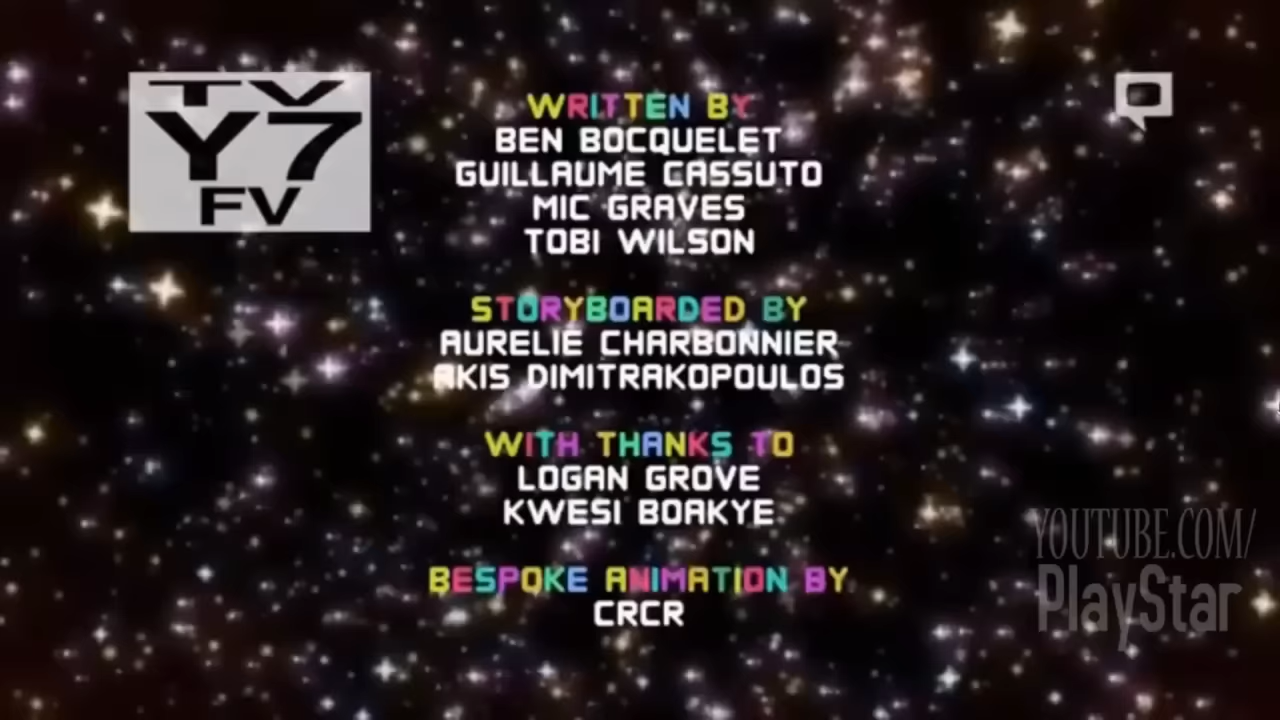 TV
Y7
FV
WRITTEN BY
BEN BOCQUELET
GUILLAUME CASSUTO
MIC GRAVES
TOBI WILSON
STORYBOARDED BY
AURELIE CHARBONNIER
AKIS DIMITRAKOPOULOS
WITH THANKS TO
LOGAN GROVE
KWESI BOAKYE
BESPOKE ANIMATION BY
CRCR
YOUTUBE.COM/
PlayStar